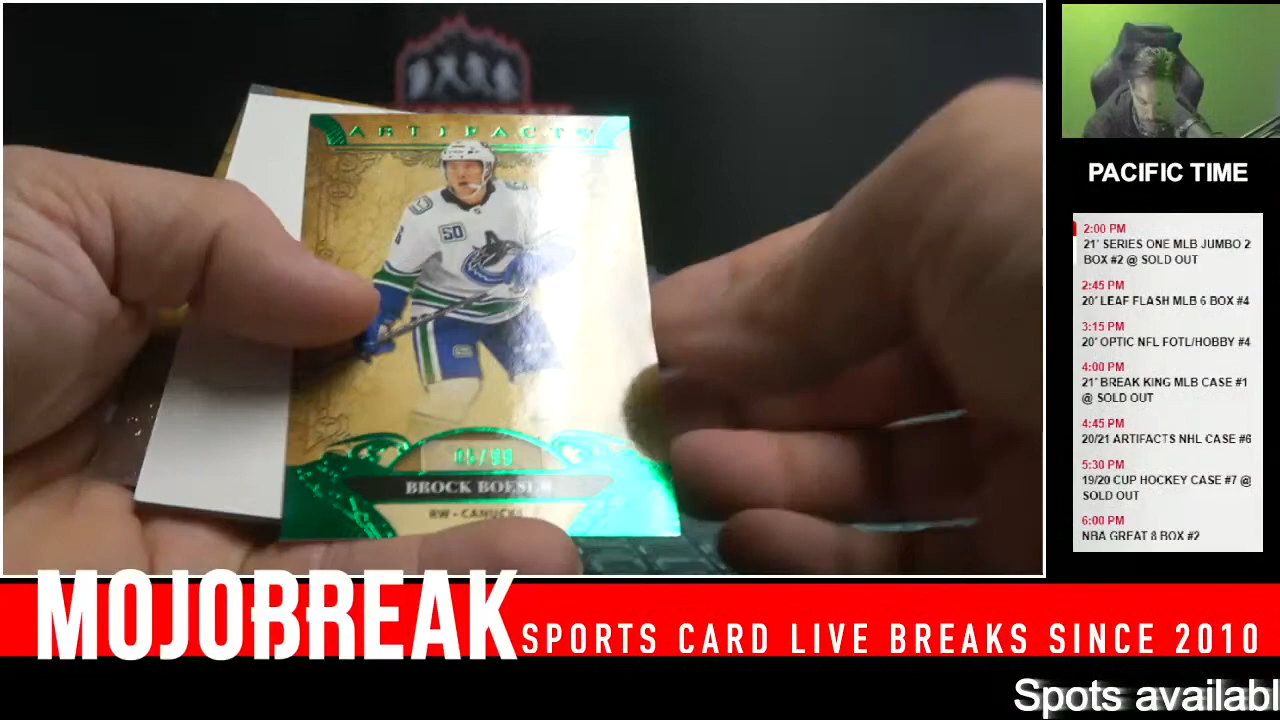 ARTIFACTS
50
BROCK BOESER
RW - CANUCKS
PACIFIC TIME
2:00 PM
21' SERIES ONE MLB JUMBO 2
BOX #2 @ SOLD OUT
2:45 PM
20' LEAF FLASH MLB 6 BOX #4
3:15 PM
20' OPTIC NFL FOTL/HOBBY #4
4:00 PM
21' BREAK KING MLB CASE #1
@ SOLD OUT
4:45 PM
20/21 ARTIFACTS NHL CASE #6
5:30 PM
19/20 CUP HOCKEY CASE #7 @
SOLD OUT
6:00 PM
NBA GREAT 8 BOX #2
MOJOBREAK
SPORTS CARD LIVE BREAKS SINCE 2010
Spots availabl